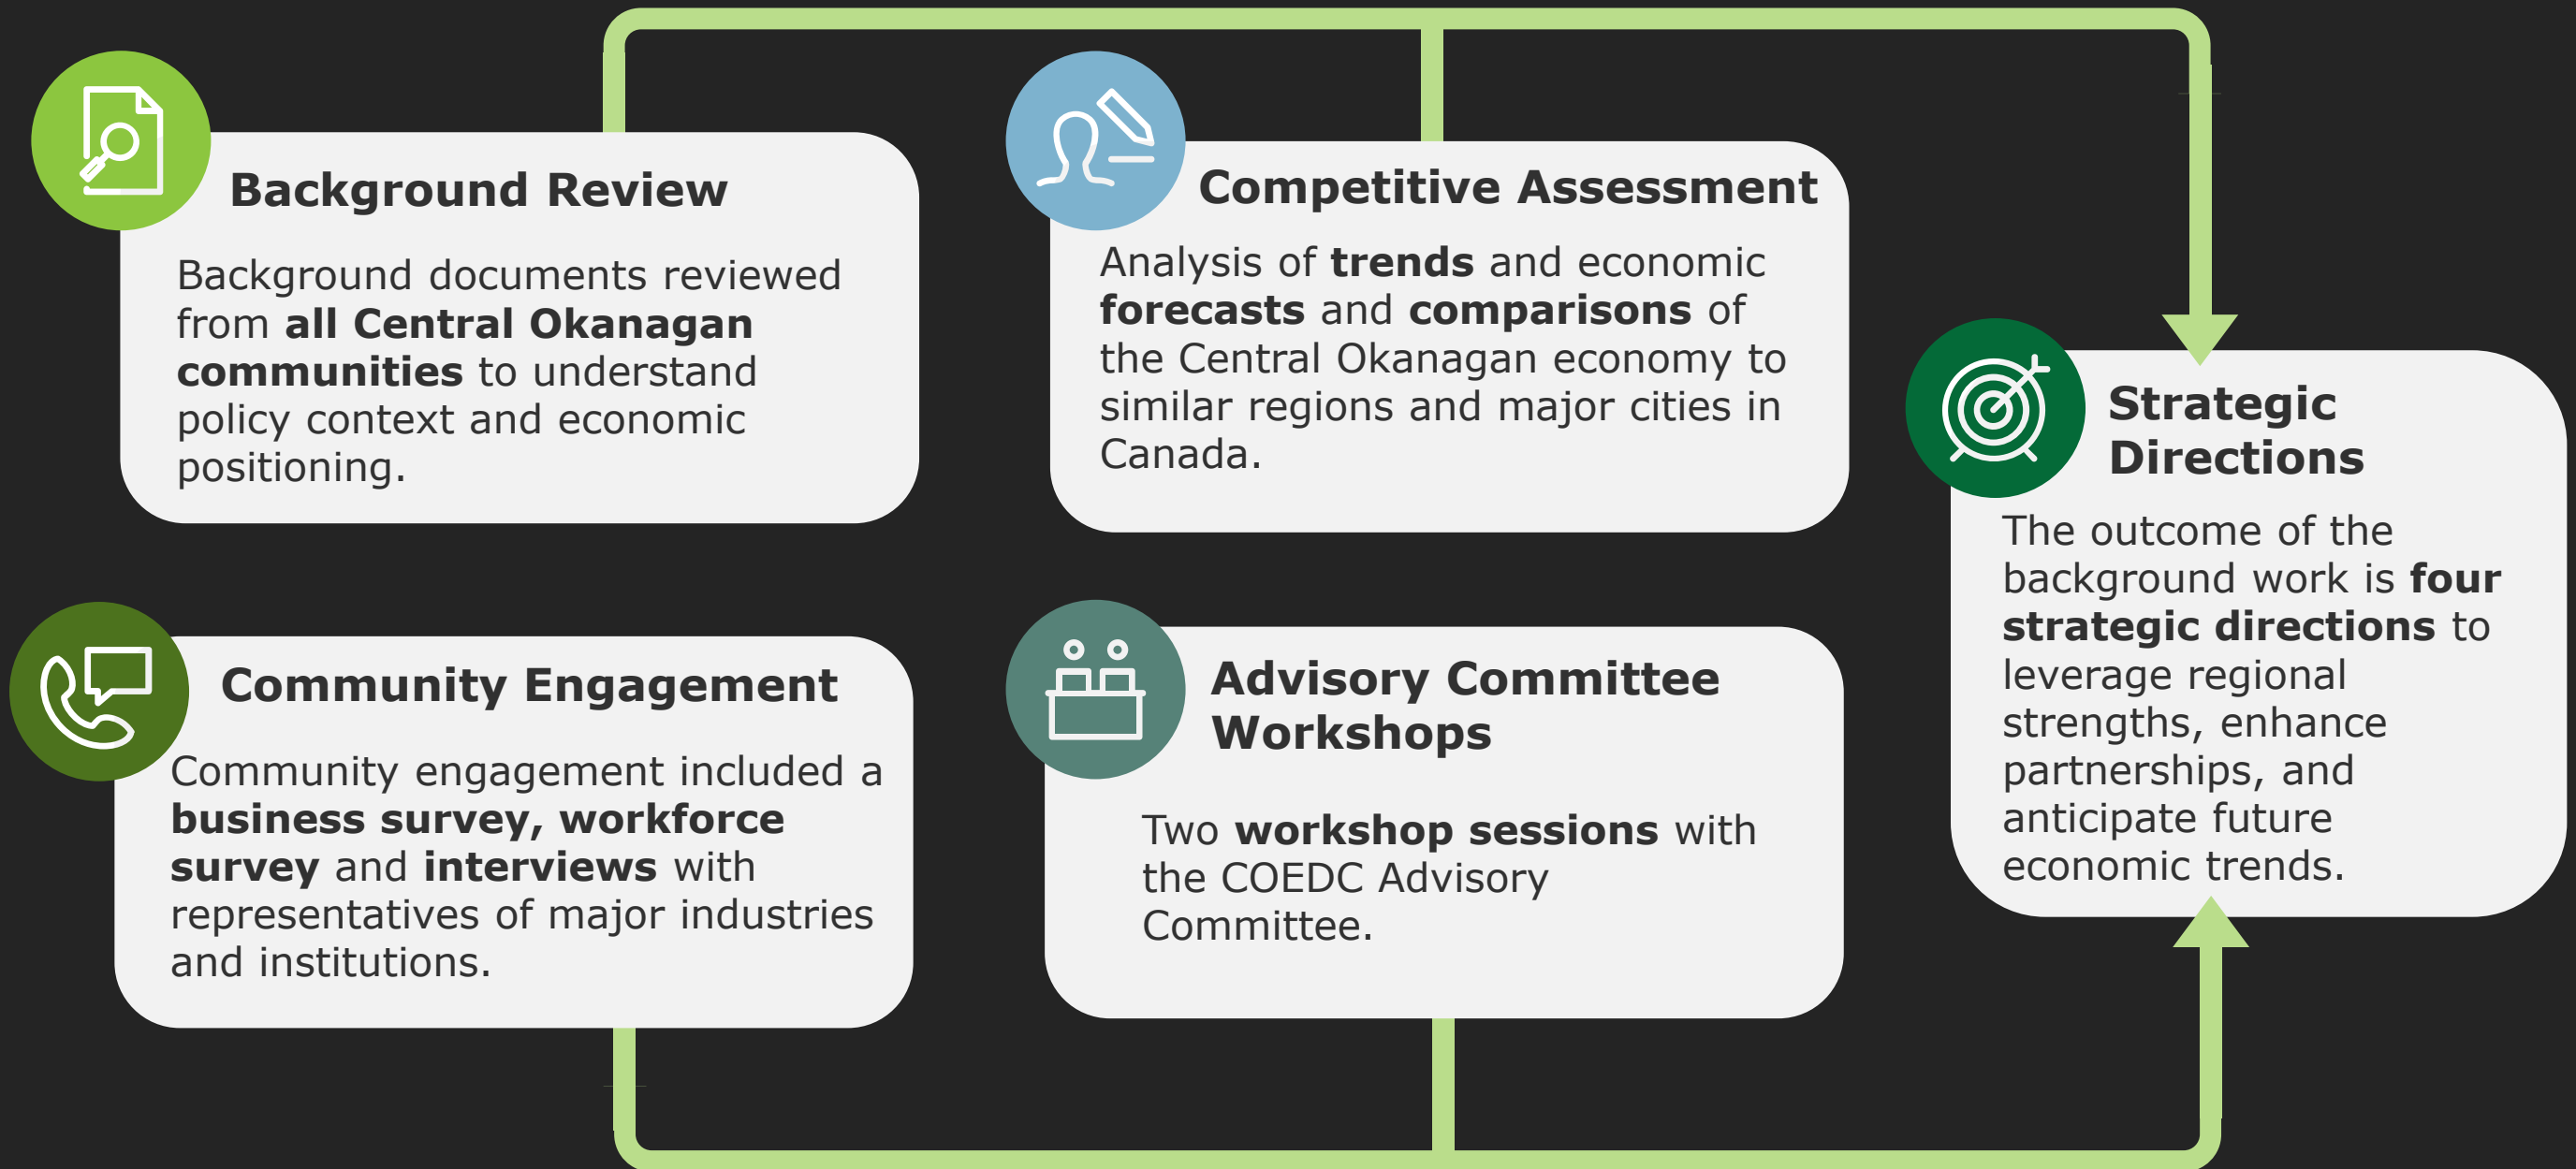 Background Review
Background documents reviewed
from all Central Okanagan
communities to understand
policy context and economic
positioning.
Competitive Assessment
Analysis of trends and economic
forecasts and comparisons of
the Central Okanagan economy to
similar regions and major cities in
Canada.
Community Engagement
Community engagement included a
business survey, workforce
survey and interviews with
representatives of major industries
and institutions.
Advisory Committee
Workshops
Two workshop sessions with
the COEDC Advisory
Committee.
Strategic
Directions
The outcome of the
background work is four
strategic directions to
leverage regional
strengths, enhance
partnerships, and
anticipate future
economic trends.